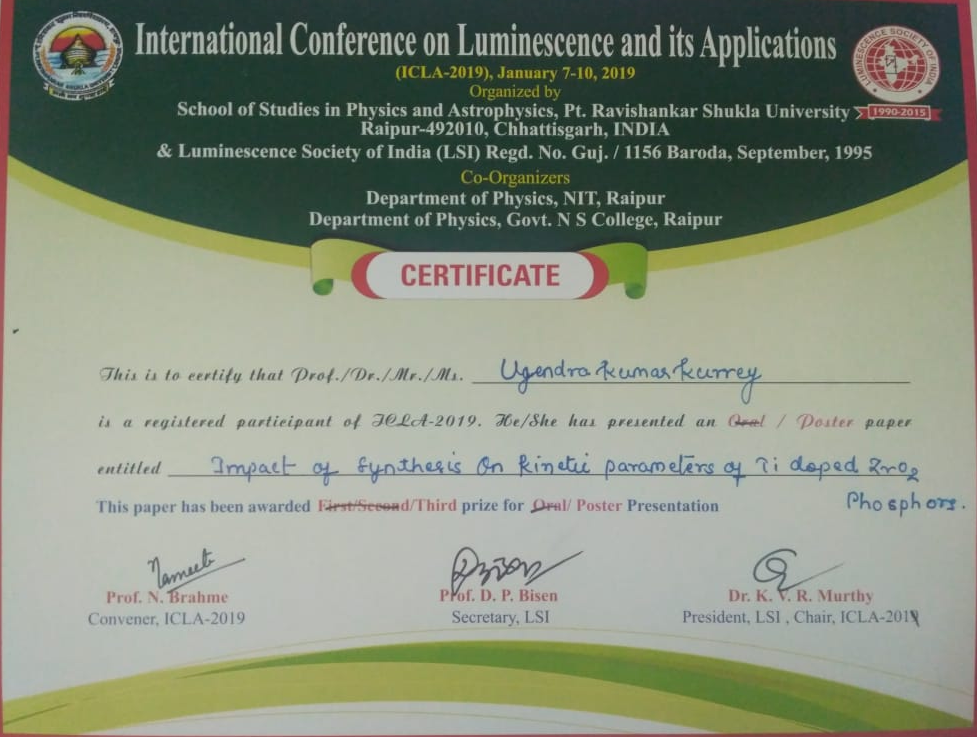 International Conference on Luminescence and its Applications
(ICLA-2019), January 7-10, 2019
Organized by
School of Studies in Physics and Astrophysics, Pt. Ravishankar Shukla University
Raipur-492010, Chhattisgarh, INDIA
& Luminescence Society of India (LSI) Regd. No. Guj. / 1156 Baroda, September, 1995
Co-Organizers
Department of Physics, NIT, Raipur
Department of Physics, Govt. N S College, Raipur
LUMINESCENCE SOCIETY OF INDIA
1990-2015
CERTIFICATE
This is to certify that Prof./Dr./Mr./Ms. Ugendra Kumar Kurrey
is a registered participant of ICLA-2019. He/She has presented an Oral / Poster paper
entitled Impact of Synthesis On Kinetic parameters of Ti doped ZrO2
Phosphors.
This paper has been awarded First/Second/Third prize for Oral/ Poster Presentation
Prof. N. Brahme
Convener, ICLA-2019
Prof. D. P. Bisen
Secretary, LSI
Dr. K. V. R. Murthy
President, LSI , Chair, ICLA-2019